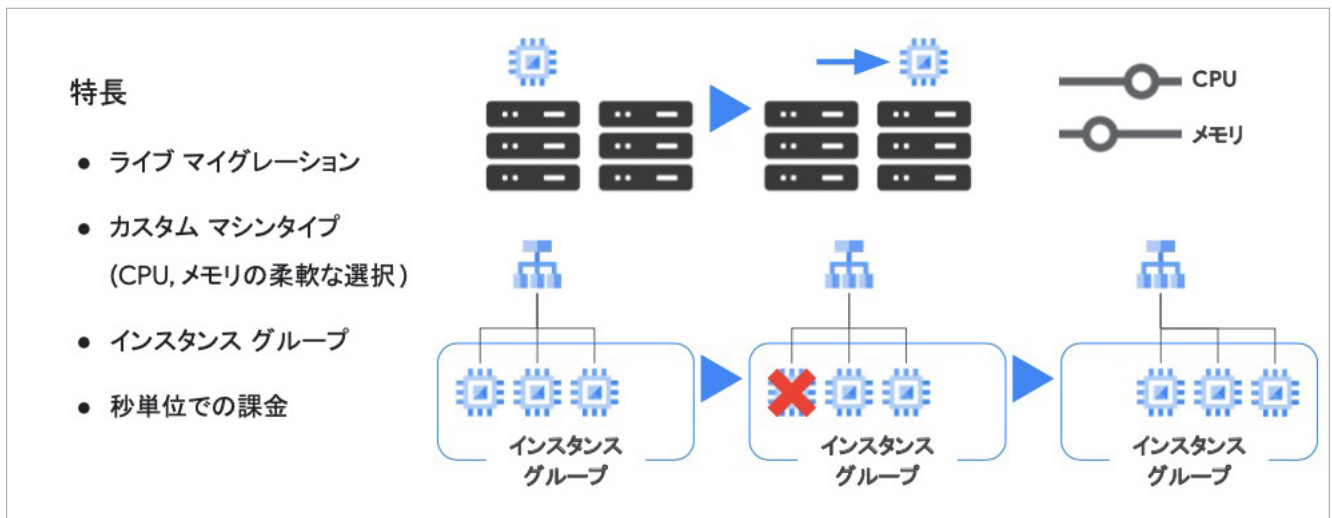 特長
● ライブ マイグレーション
● カスタム マシンタイプ
(CPU, メモリの柔軟な選択)
● インスタンス グループ
● 秒単位での課金
CPU
メモリ
インスタンス
グループ
インスタンス
グループ
インスタンス
グループ